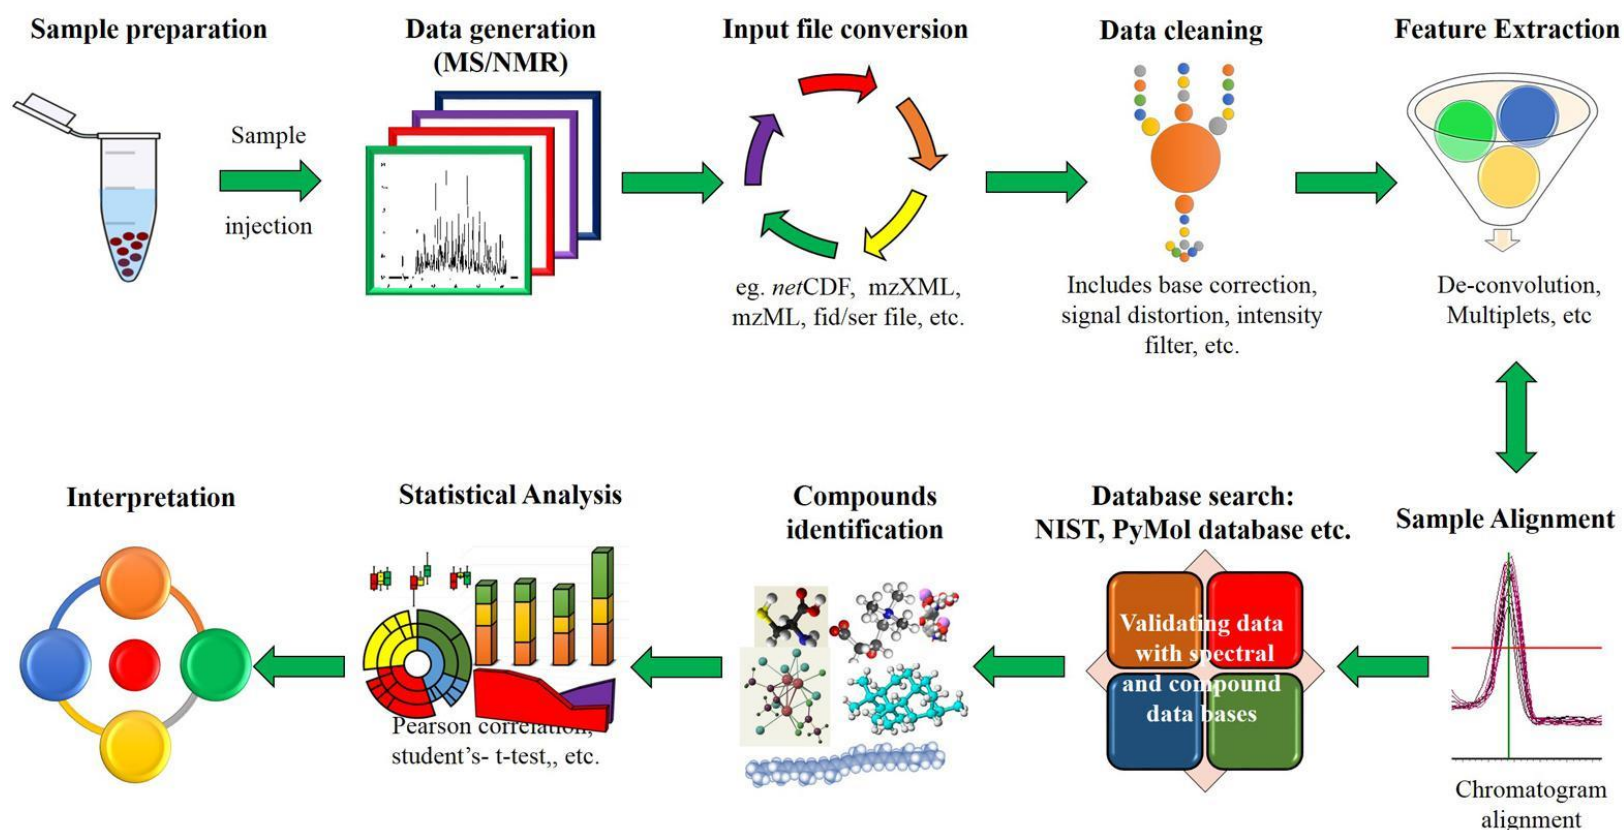 Sample preparation
Sample
injection
Data generation
(MS/NMR)
Input file conversion
eg. netCDF, mzXML,
mzML, fid/ser file, etc.
Data cleaning
Includes base correction,
signal distortion, intensity
filter, etc.
Feature Extraction
De-convolution,
Multiplets, etc
Sample Alignment
Chromatogram
alignment
Database search:
NIST, PyMol database etc.
Validating data
with spectral
and compound
data bases
Compounds
identification
Statistical Analysis
Pearson correlation,
student’s- t-test,, etc.
Interpretation